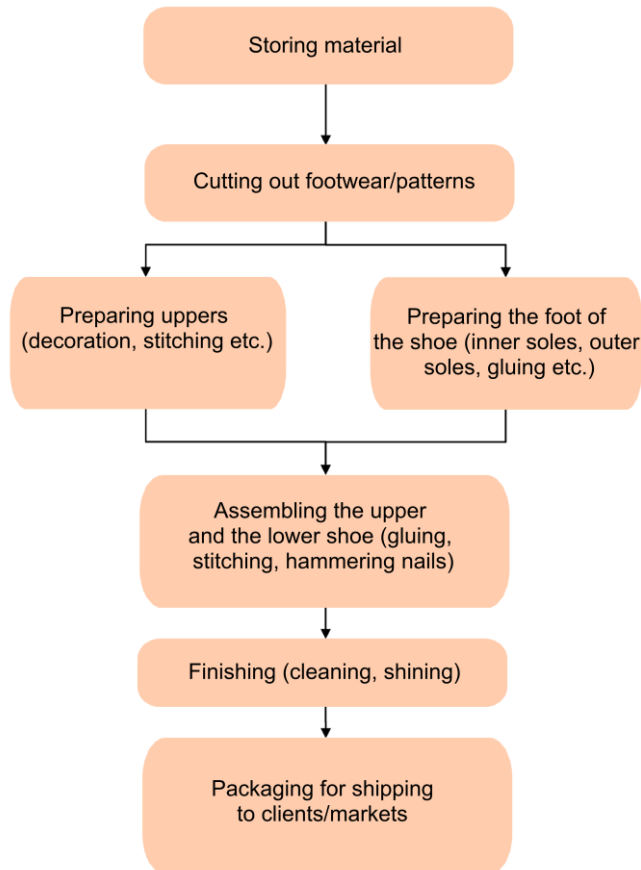 Storing material
Cutting out footwear/patterns
Preparing uppers
(decoration, stitching etc.)
Preparing the foot of
the shoe (inner soles, outer
soles, gluing etc.)
Assembling the upper
and the lower shoe (gluing,
stitching, hammering nails)
Finishing (cleaning, shining)
Packaging for shipping
to clients/markets